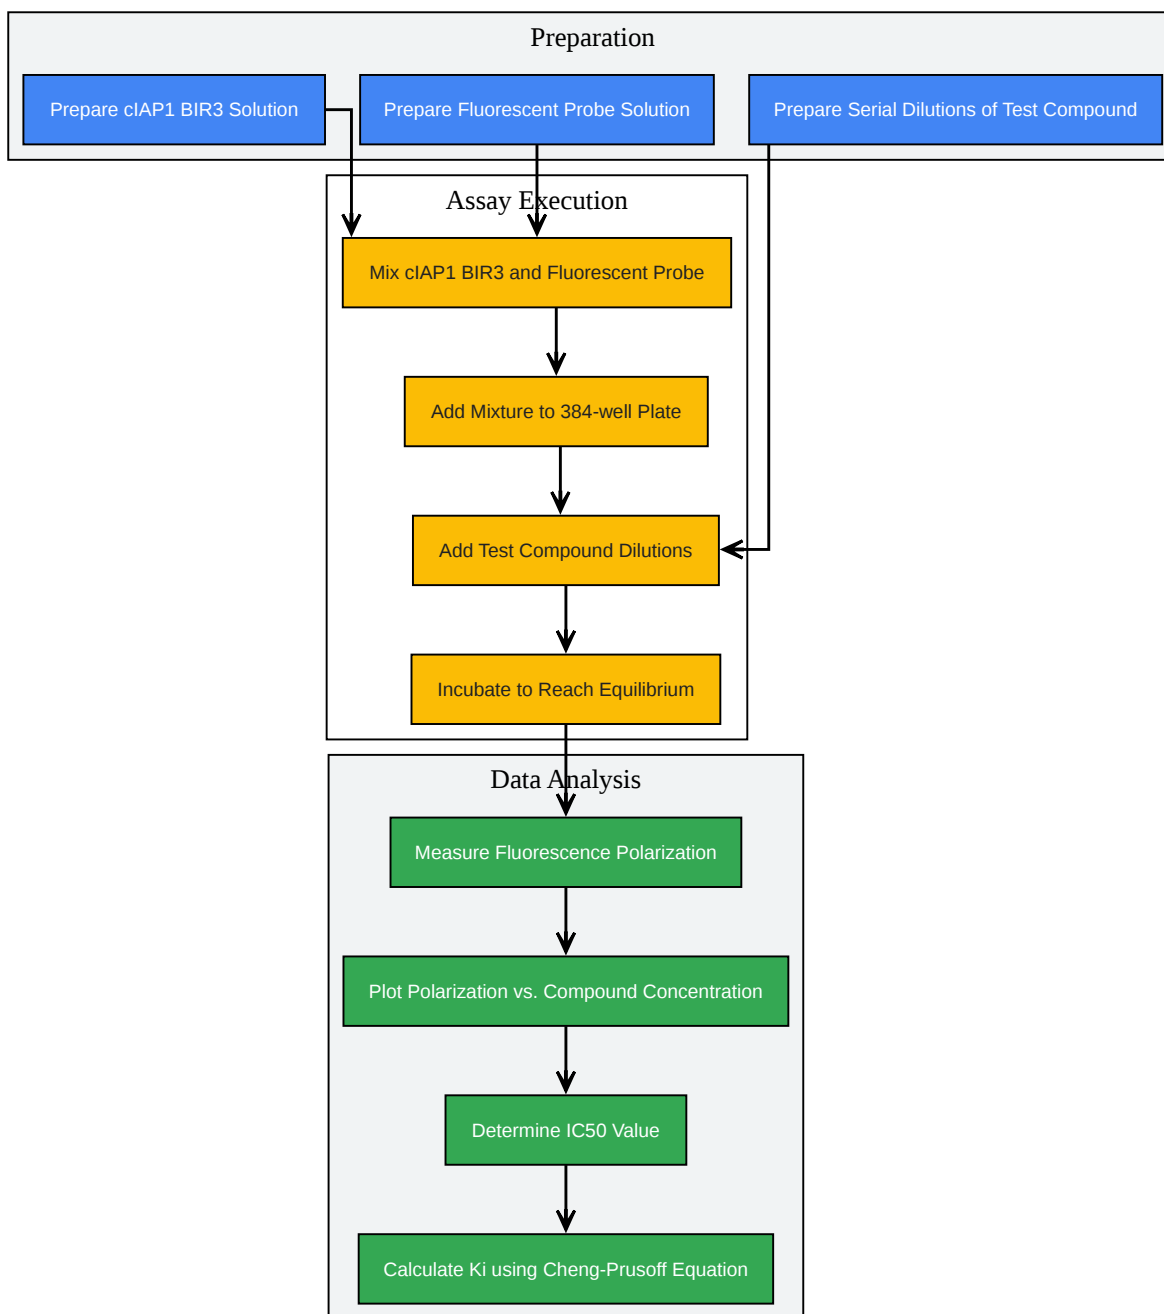 Preparation
Prepare cIAP1 BIR3 Solution
Prepare Fluorescent Probe Solution
Prepare Serial Dilutions of Test Compound
Assay Execution
Mix cIAP1 BIR3 and Fluorescent Probe
Add Mixture to 384-well Plate
Add Test Compound Dilutions
Incubate to Reach Equilibrium
Data Analysis
Measure Fluorescence Polarization
Plot Polarization vs. Compound Concentration
Determine IC50 Value
Calculate Ki using Cheng-Prusoff Equation